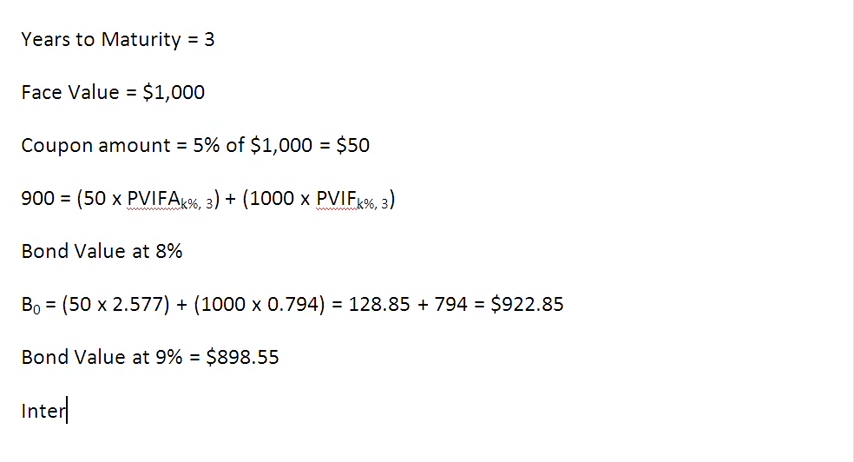 Years to Maturity = 3
Face Value = $1,000
Coupon amount = 5% of $1,000 = $50
900 = (50 x PVIFAk%, 3) + (1000 x PVIFk%, 3)
Bond Value at 8%
B0 = (50 x 2.577) + (1000 x 0.794) = 128.85 + 794 = $922.85
Bond Value at 9% = $898.55
Inter